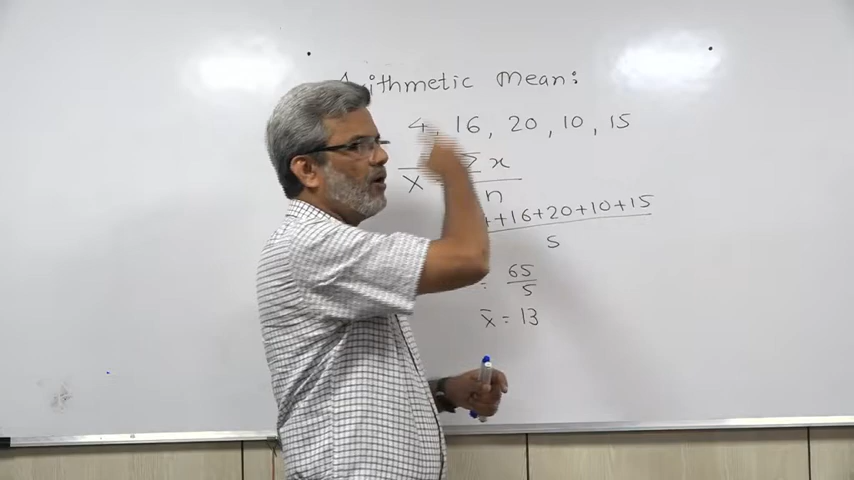 Arithmetic Mean:
4, 16, 20, 10, 15
x̄ Σx
n
4+16+20+10+15
5
= 65
5
x̄ = 13